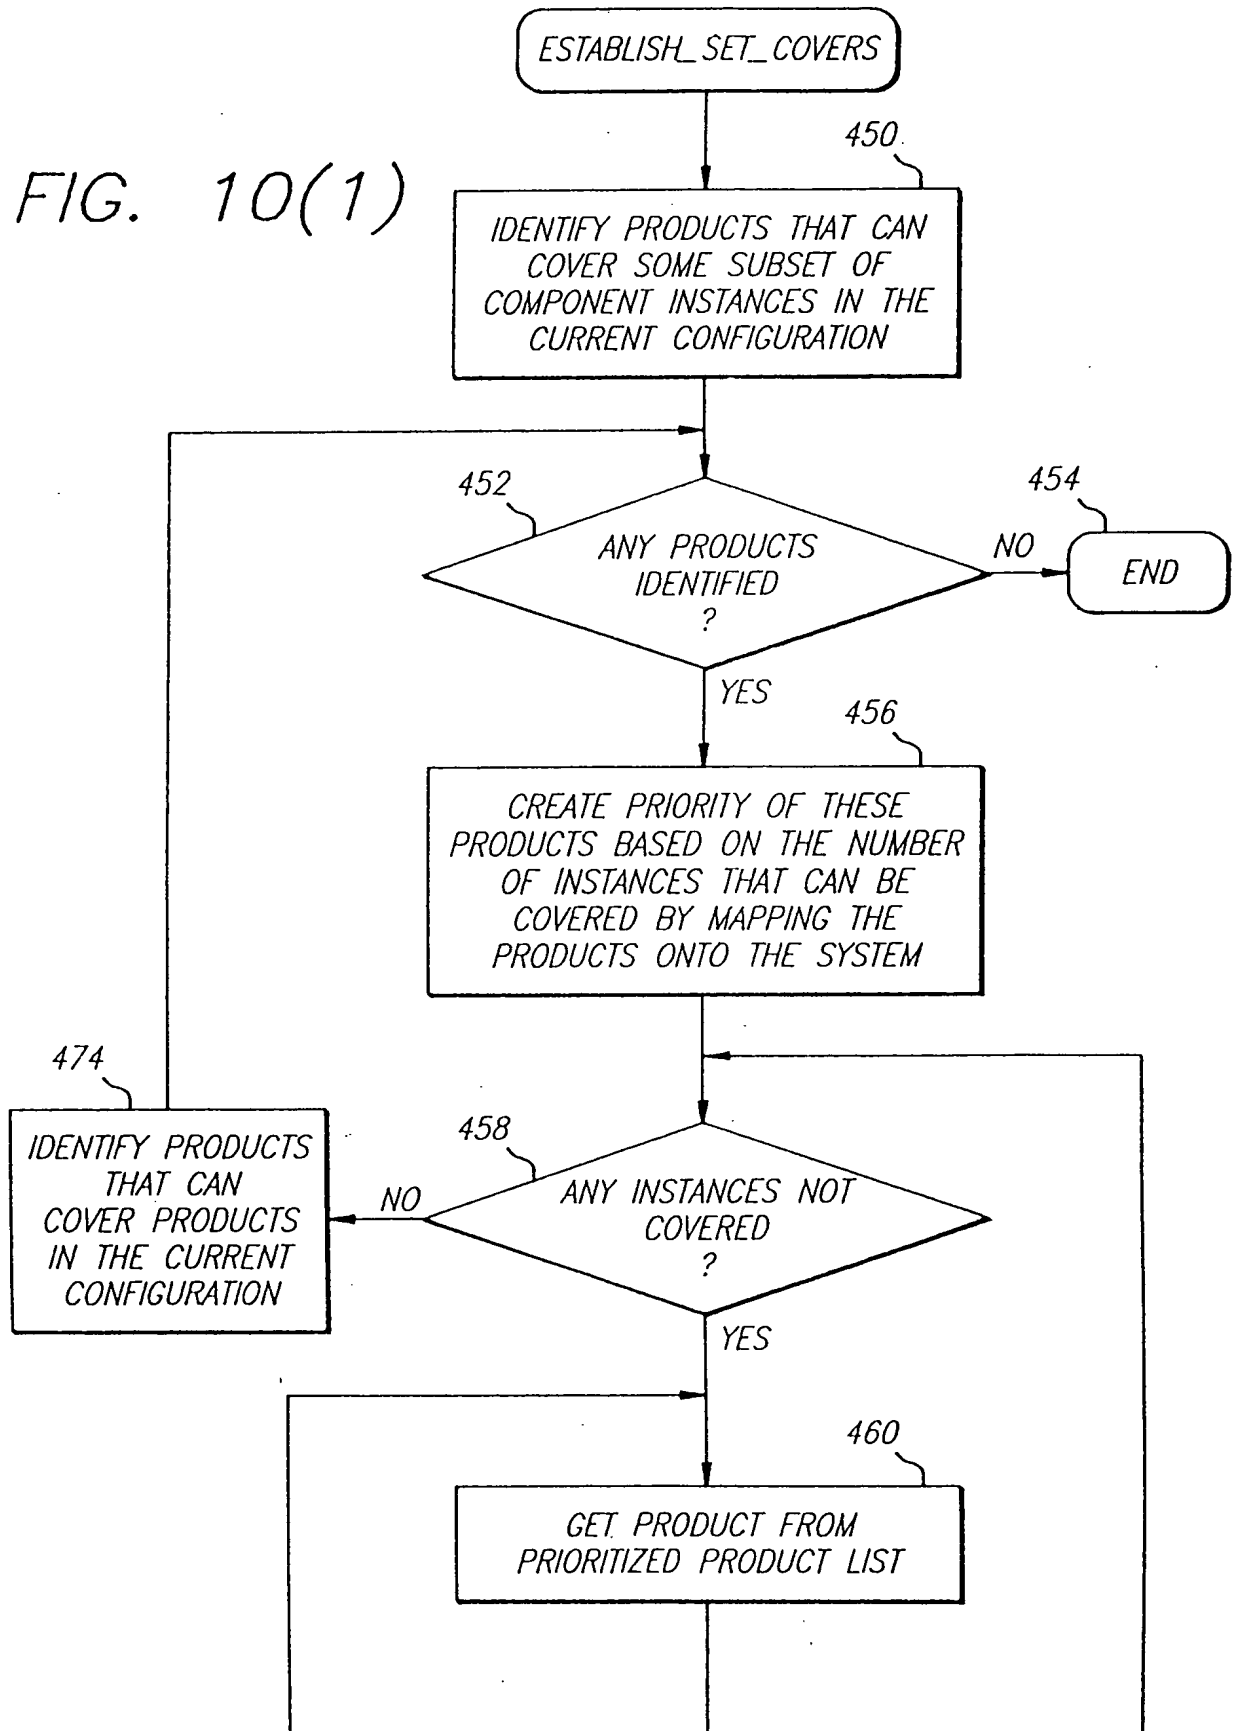 ESTABLISH_SET_COVERS
FIG. 10(1)
450
IDENTIFY PRODUCTS THAT CAN
COVER SOME SUBSET OF
COMPONENT INSTANCES IN THE
CURRENT CONFIGURATION
452
ANY PRODUCTS
IDENTIFIED
?
NO
454
END
YES
456
CREATE PRIORITY OF THESE
PRODUCTS BASED ON THE NUMBER
OF INSTANCES THAT CAN BE
COVERED BY MAPPING THE
PRODUCTS ONTO THE SYSTEM
474
IDENTIFY PRODUCTS
THAT CAN
COVER PRODUCTS
IN THE CURRENT
CONFIGURATION
NO
458
ANY INSTANCES NOT
COVERED
?
YES
460
GET PRODUCT FROM
PRIORITIZED PRODUCT LIST